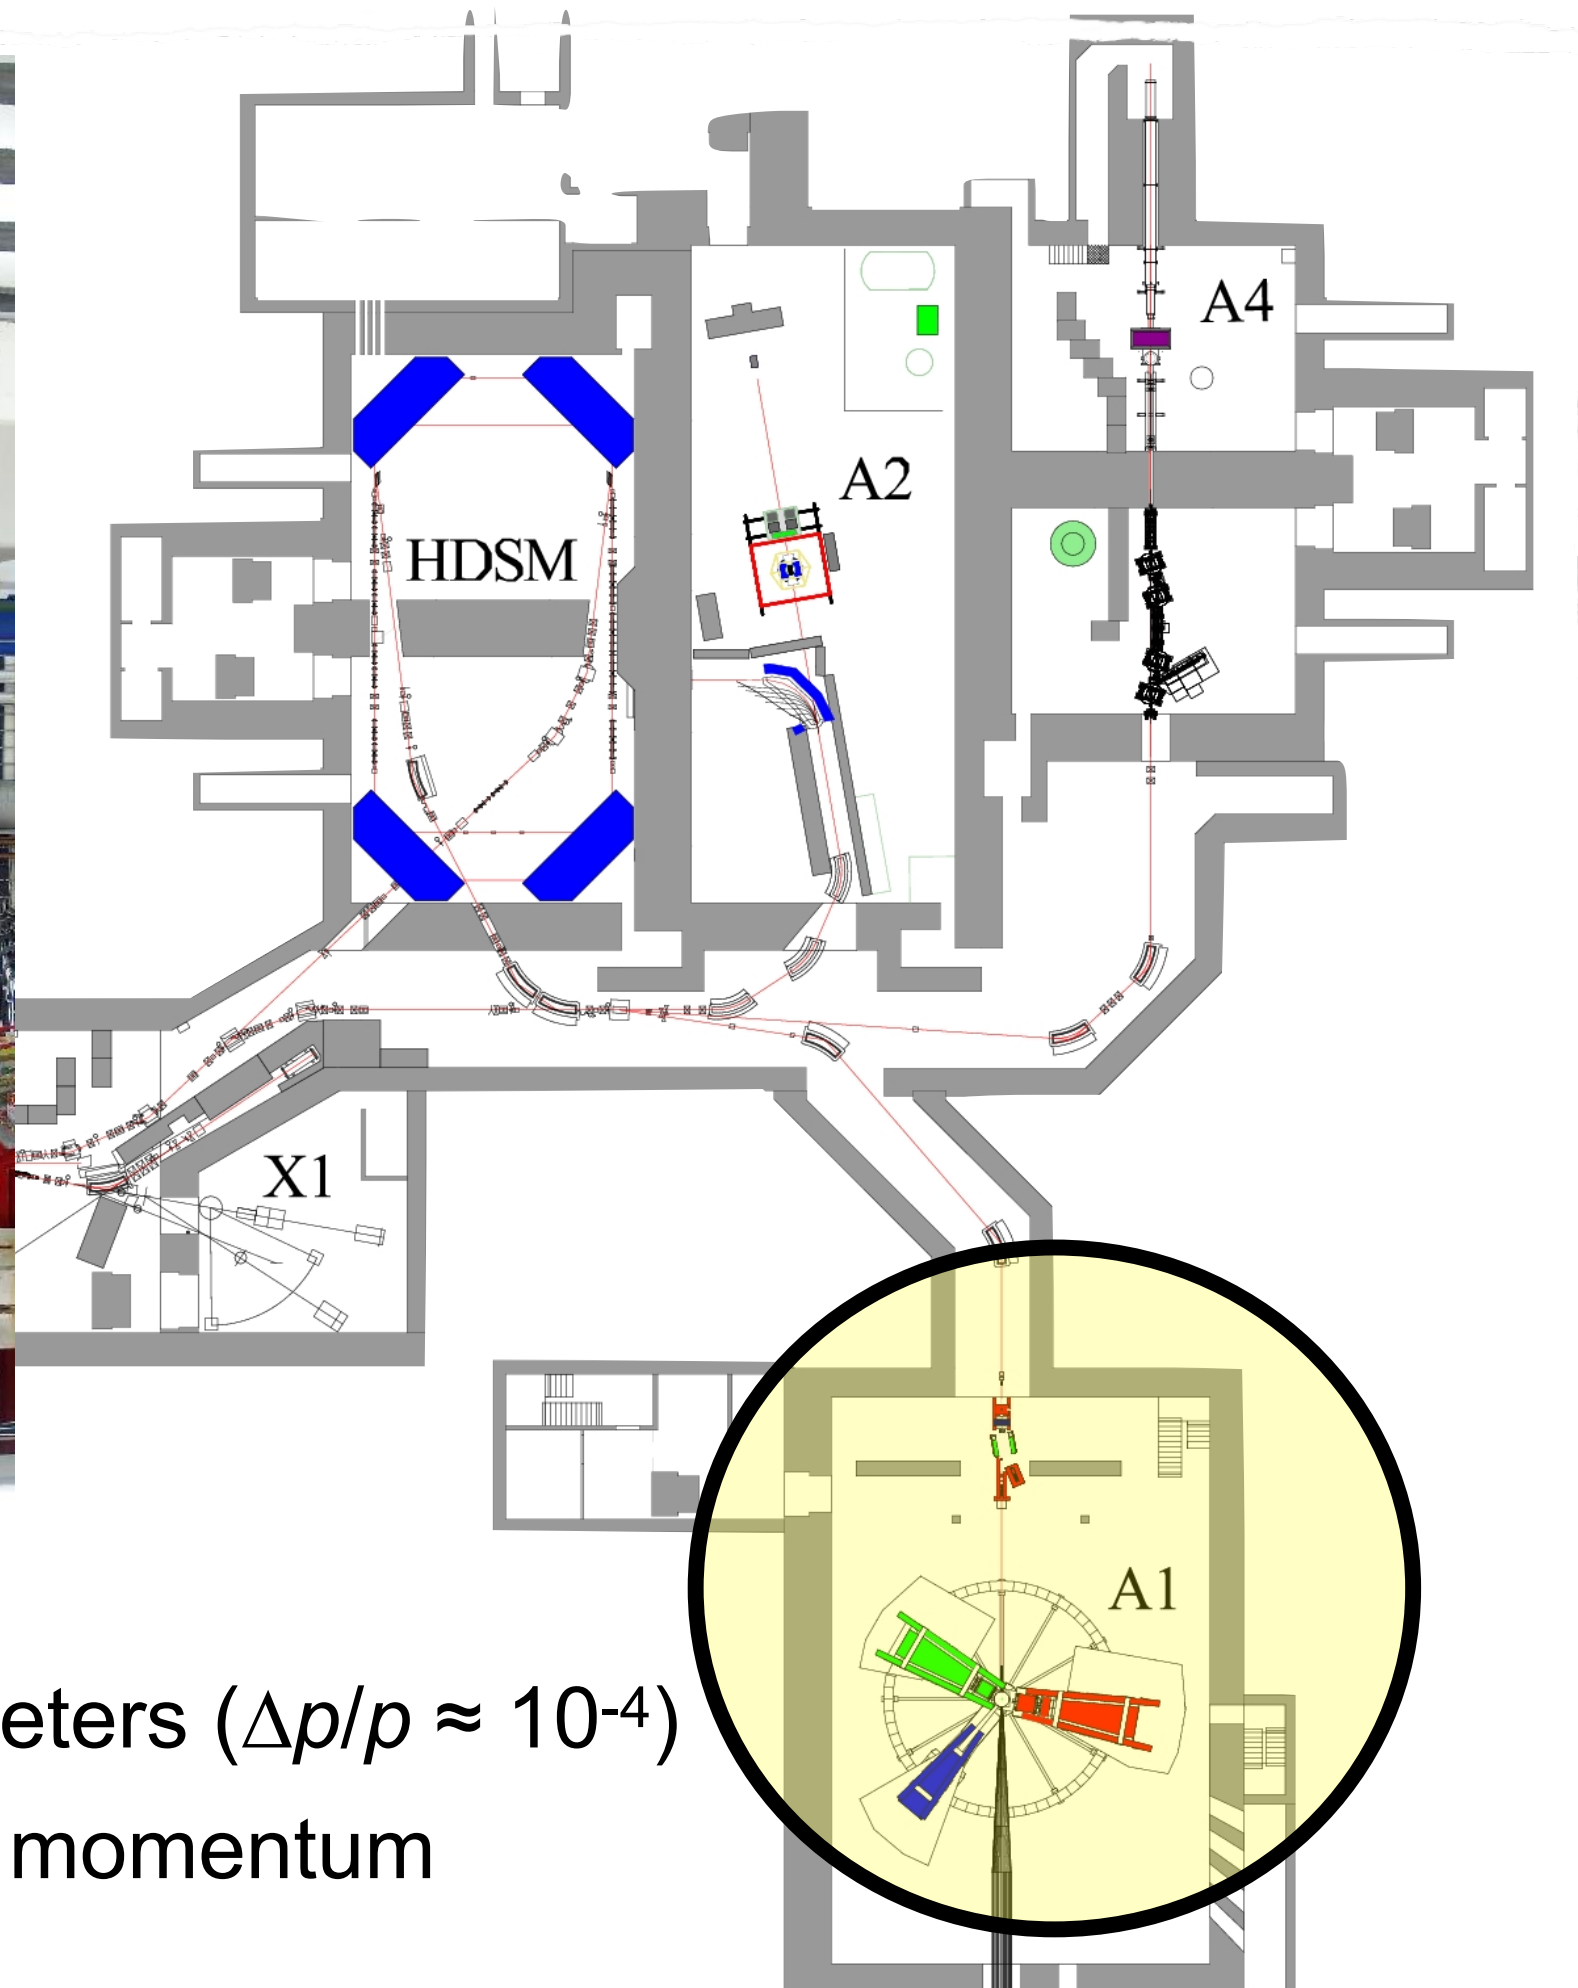 A4
A2
HDSM
X1
A1
eters (Δp/p ≈ 10⁻⁴)
momentum